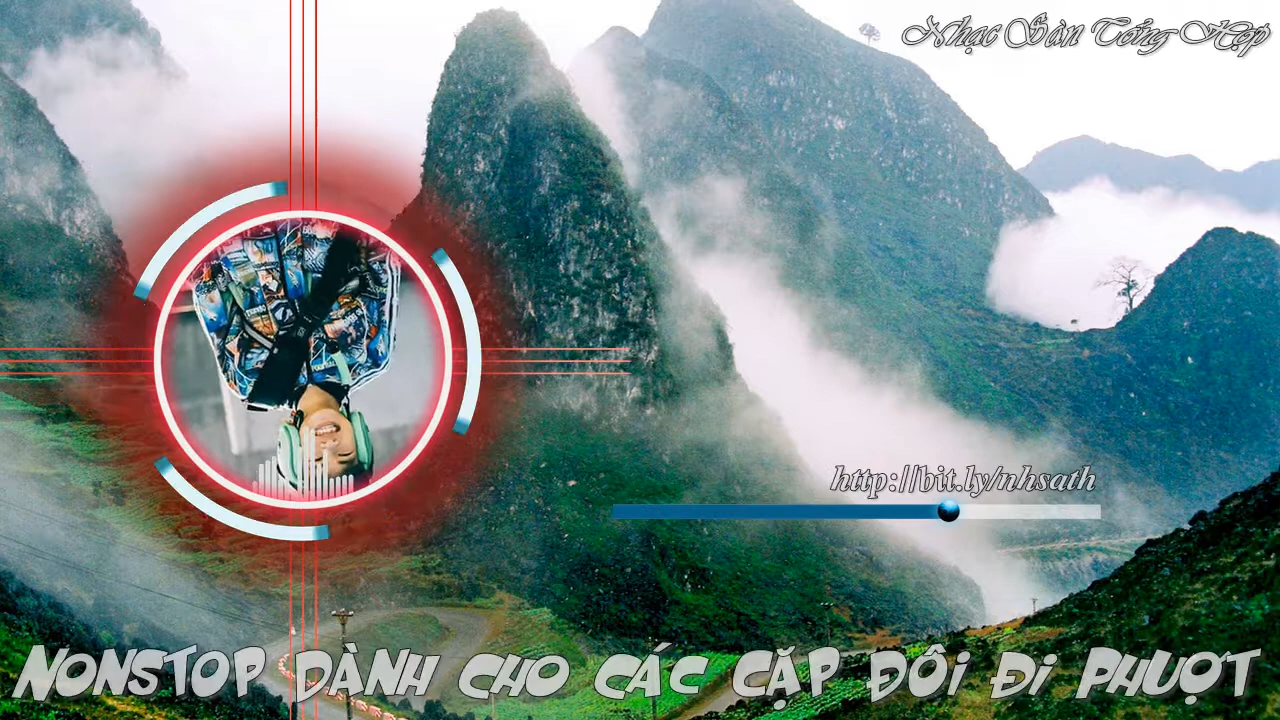 Nhạc Sàn Tổng Hợp
http://bit.ly/nhsath
NONSTOP DÀNH CHO CÁC CẶP ĐÔI ĐI PHƯỢT